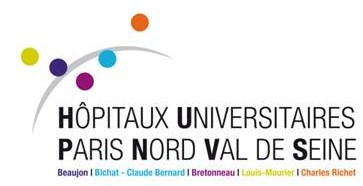 HÔPITAUX UNIVERSITAIRES
PARIS NORD VAL DE SEINE
Beaujon I Bichat - Claude Bernard I Bretonneau I Louis-Mourier I Charles Richet